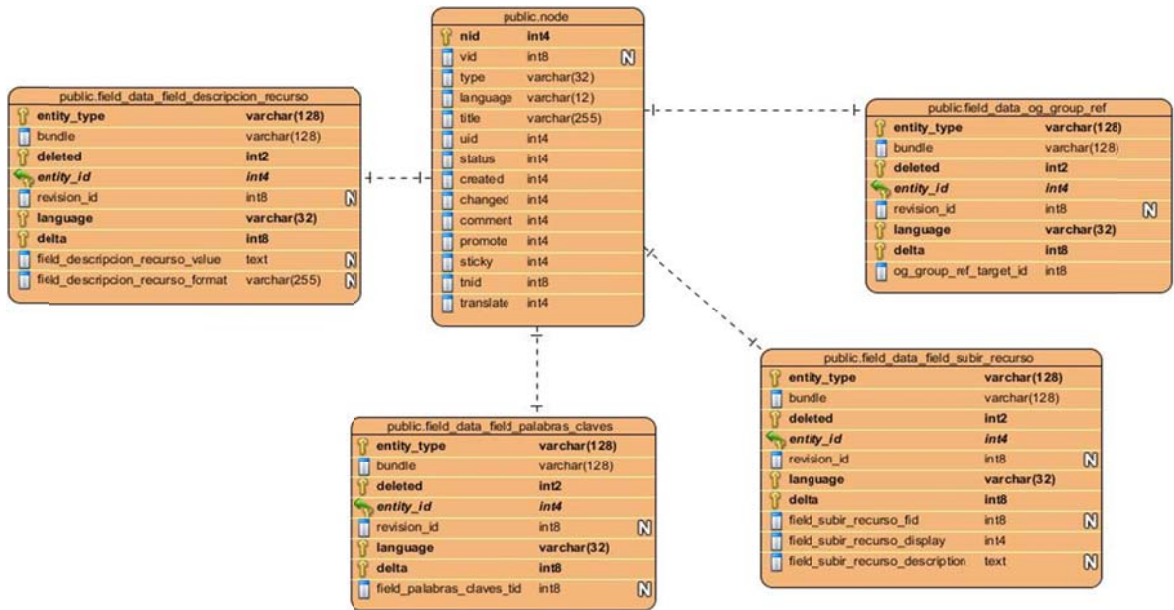 public.node
nid int4
vid int8 N
type varchar(32)
language varchar(12)
title varchar(255)
uid int4
status int4
created int4
changed int4
comment int4
promote int4
sticky int4
tnid int8
translate int4
public.field_data_field_descripcion_recurso
entity_type varchar(128)
bundle varchar(128)
deleted int2
entity_id int4
revision_id int8 N
language varchar(32)
delta int8
field_descripcion_recurso_value text N
field_descripcion_recurso_format varchar(255) N
public.field_data_og_group_ref
entity_type varchar(128)
bundle varchar(128)
deleted int2
entity_id int4
revision_id int8 N
language varchar(32)
delta int8
og_group_ref_target_id int8
public.field_data_field_palabras_claves
entity_type varchar(128)
bundle varchar(128)
deleted int2
entity_id int4
revision_id int8 N
language varchar(32)
delta int8
field_palabras_claves_tid int8 N
public.field_data_field_subir_recurso
entity_type varchar(128)
bundle varchar(128)
deleted int2
entity_id int4
revision_id int8 N
language varchar(32)
delta int8
field_subir_recurso_fid int8 N
field_subir_recurso_display int4
field_subir_recurso_description text N